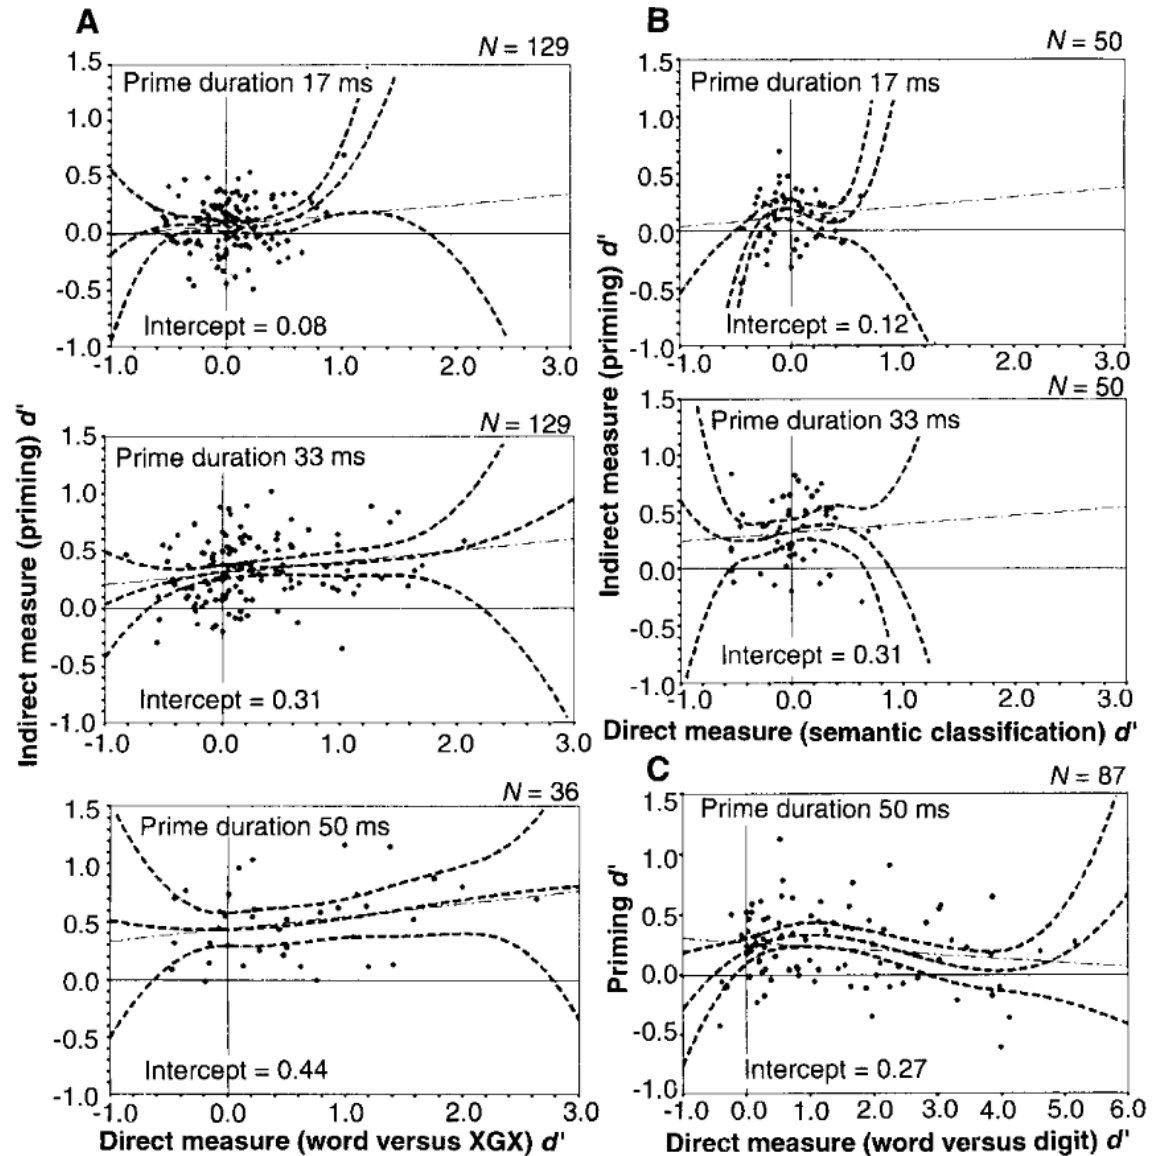 A
N = 129
1.5
Prime duration 17 ms
1.0
0.5
0.0
-0.5
Intercept = 0.08
-1.0
-1.0 0.0 1.0 2.0 3.0
N = 129
1.5
Prime duration 33 ms
1.0
0.5
0.0
-0.5
Intercept = 0.31
-1.0
-1.0 0.0 1.0 2.0 3.0
Indirect measure (priming) d'
N = 36
1.5
Prime duration 50 ms
1.0
0.5
0.0
-0.5
Intercept = 0.44
-1.0
-1.0 0.0 1.0 2.0 3.0
Direct measure (word versus XGX) d'
B
N = 50
1.5
Prime duration 17 ms
1.0
0.5
0.0
-0.5
Intercept = 0.12
-1.0
-1.0 0.0 1.0 2.0 3.0
Indirect measure (priming) d'
N = 50
1.5
Prime duration 33 ms
1.0
0.5
0.0
-0.5
Intercept = 0.31
-1.0
-1.0 0.0 1.0 2.0 3.0
Direct measure (semantic classification) d'
C
N = 87
1.5
Prime duration 50 ms
1.0
0.5
0.0
-0.5
Intercept = 0.27
-1.0
-1.0 0.0 1.0 2.0 3.0 4.0 5.0 6.0
Priming d'
Direct measure (word versus digit) d'